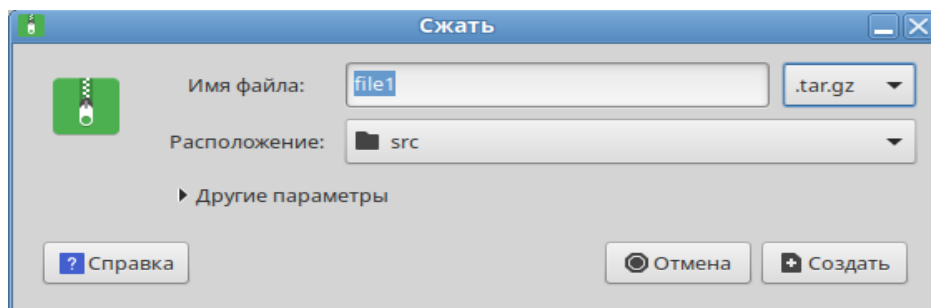 Сжать
Имя файла: file1 .tar.gz
Расположение: src
Другие параметры
? Справка Отмена Создать